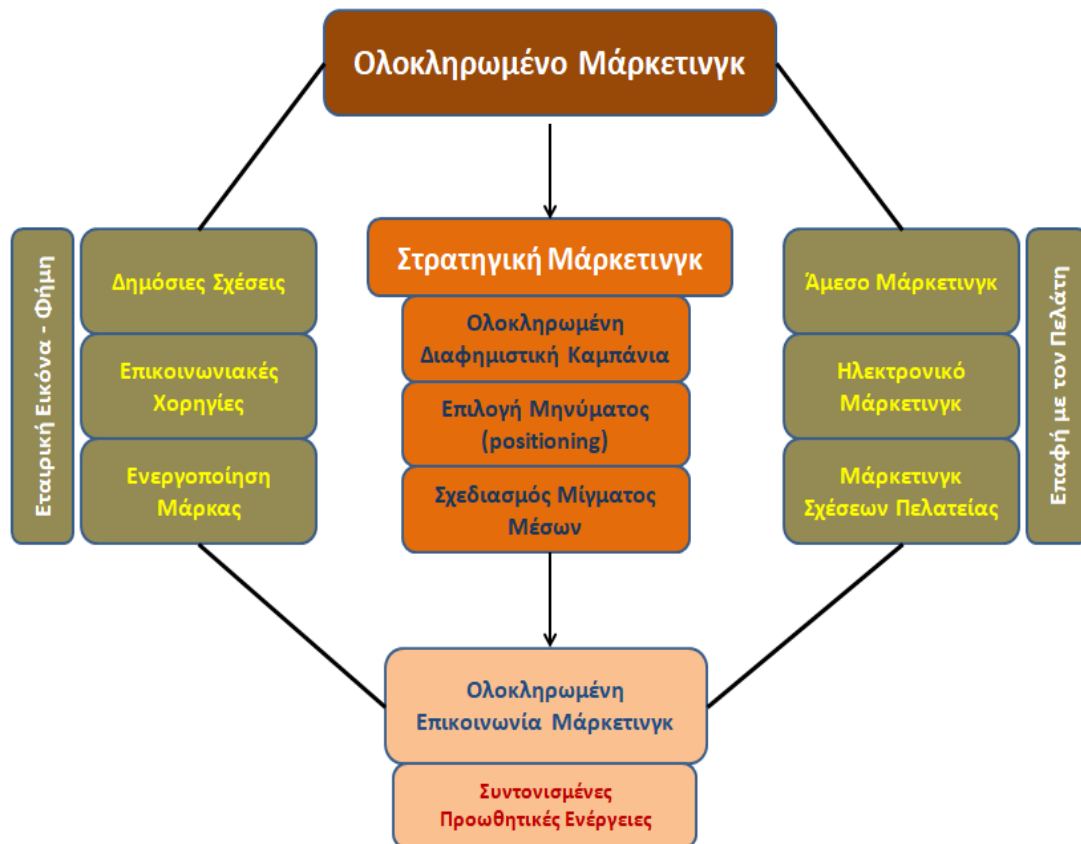 Ολοκληρωμένο Μάρκετινγκ
Εταιρική Εικόνα - Φήμη
Δημόσιες Σχέσεις
Επικοινωνιακές
Χορηγίες
Ενεργοποίηση
Μάρκας
Στρατηγική Μάρκετινγκ
Ολοκληρωμένη
Διαφημιστική Καμπάνια
Επιλογή Μηνύματος
(positioning)
Σχεδιασμός Μίγματος
Μέσων
Άμεσο Μάρκετινγκ
Ηλεκτρονικό
Μάρκετινγκ
Μάρκετινγκ
Σχέσεων Πελατείας
Επαφή με τον Πελάτη
Ολοκληρωμένη
Επικοινωνία Μάρκετινγκ
Συντονισμένες
Προωθητικές Ενέργειες